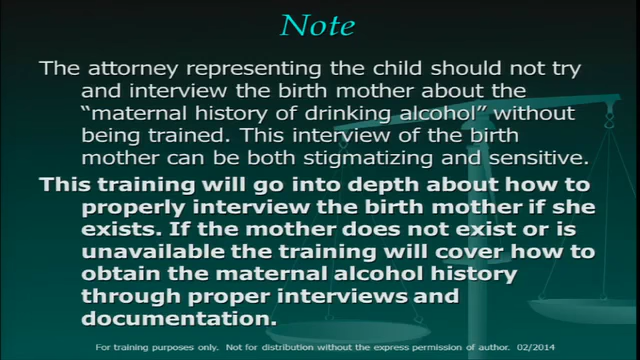 Note
The attorney representing the child should not try
and interview the birth mother about the
“maternal history of drinking alcohol” without
being trained. This interview of the birth
mother can be both stigmatizing and sensitive.
This training will go into depth about how to
properly interview the birth mother if she
exists. If the mother does not exist or is
unavailable the training will cover how to
obtain the maternal alcohol history
through proper interviews and
documentation.
For training purposes only. Not for distribution without the express permission of author. 02/2014